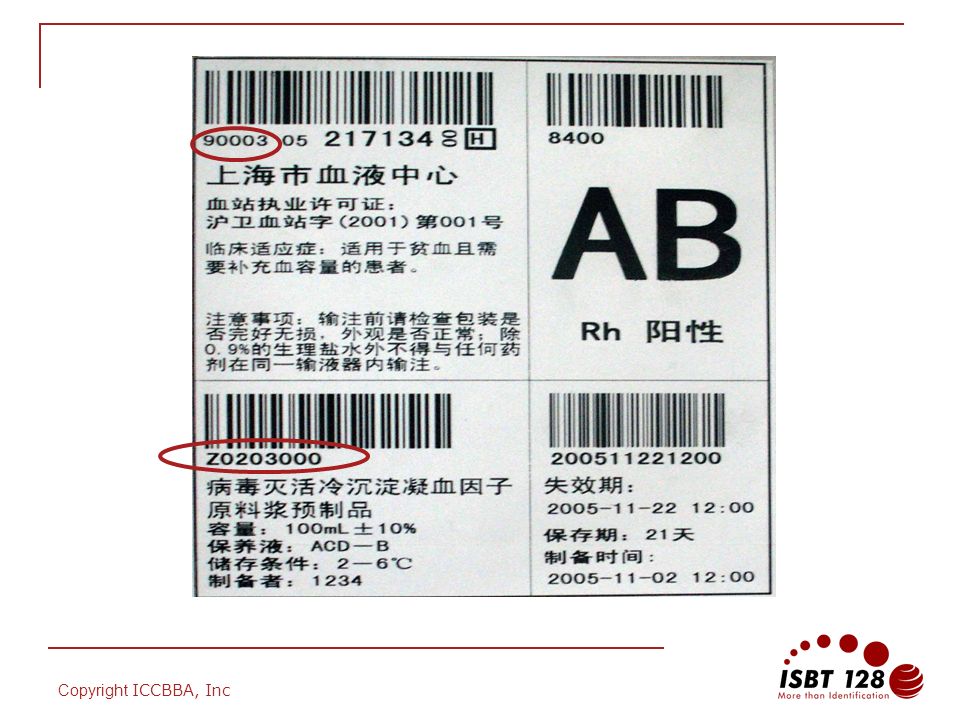 90003 05 217134 00 H
上海市血液中心
血站执业许可证：
沪卫血站字(2001)第001号
临床适应症：适用于贫血且需
要补充血容量的患者。
注意事项：输注前请检查包装是
否完好无损，外观是否正常；除
0.9%的生理盐水外不得与任何药
剂在同一输液器内输注。
8400
AB
Rh 阳性
Z0203000
病毒灭活冷沉淀凝血因子
原料浆预制品
容量：100mL±10%
保养液：ACD－B
储存条件：2－6℃
制备者：1234
200511221200
失效期：
2005-11-22 12:00
保存期：21天
制备时间：
2005-11-02 12:00
Copyright ICCBBA, Inc
ISBT 128
More than Identification